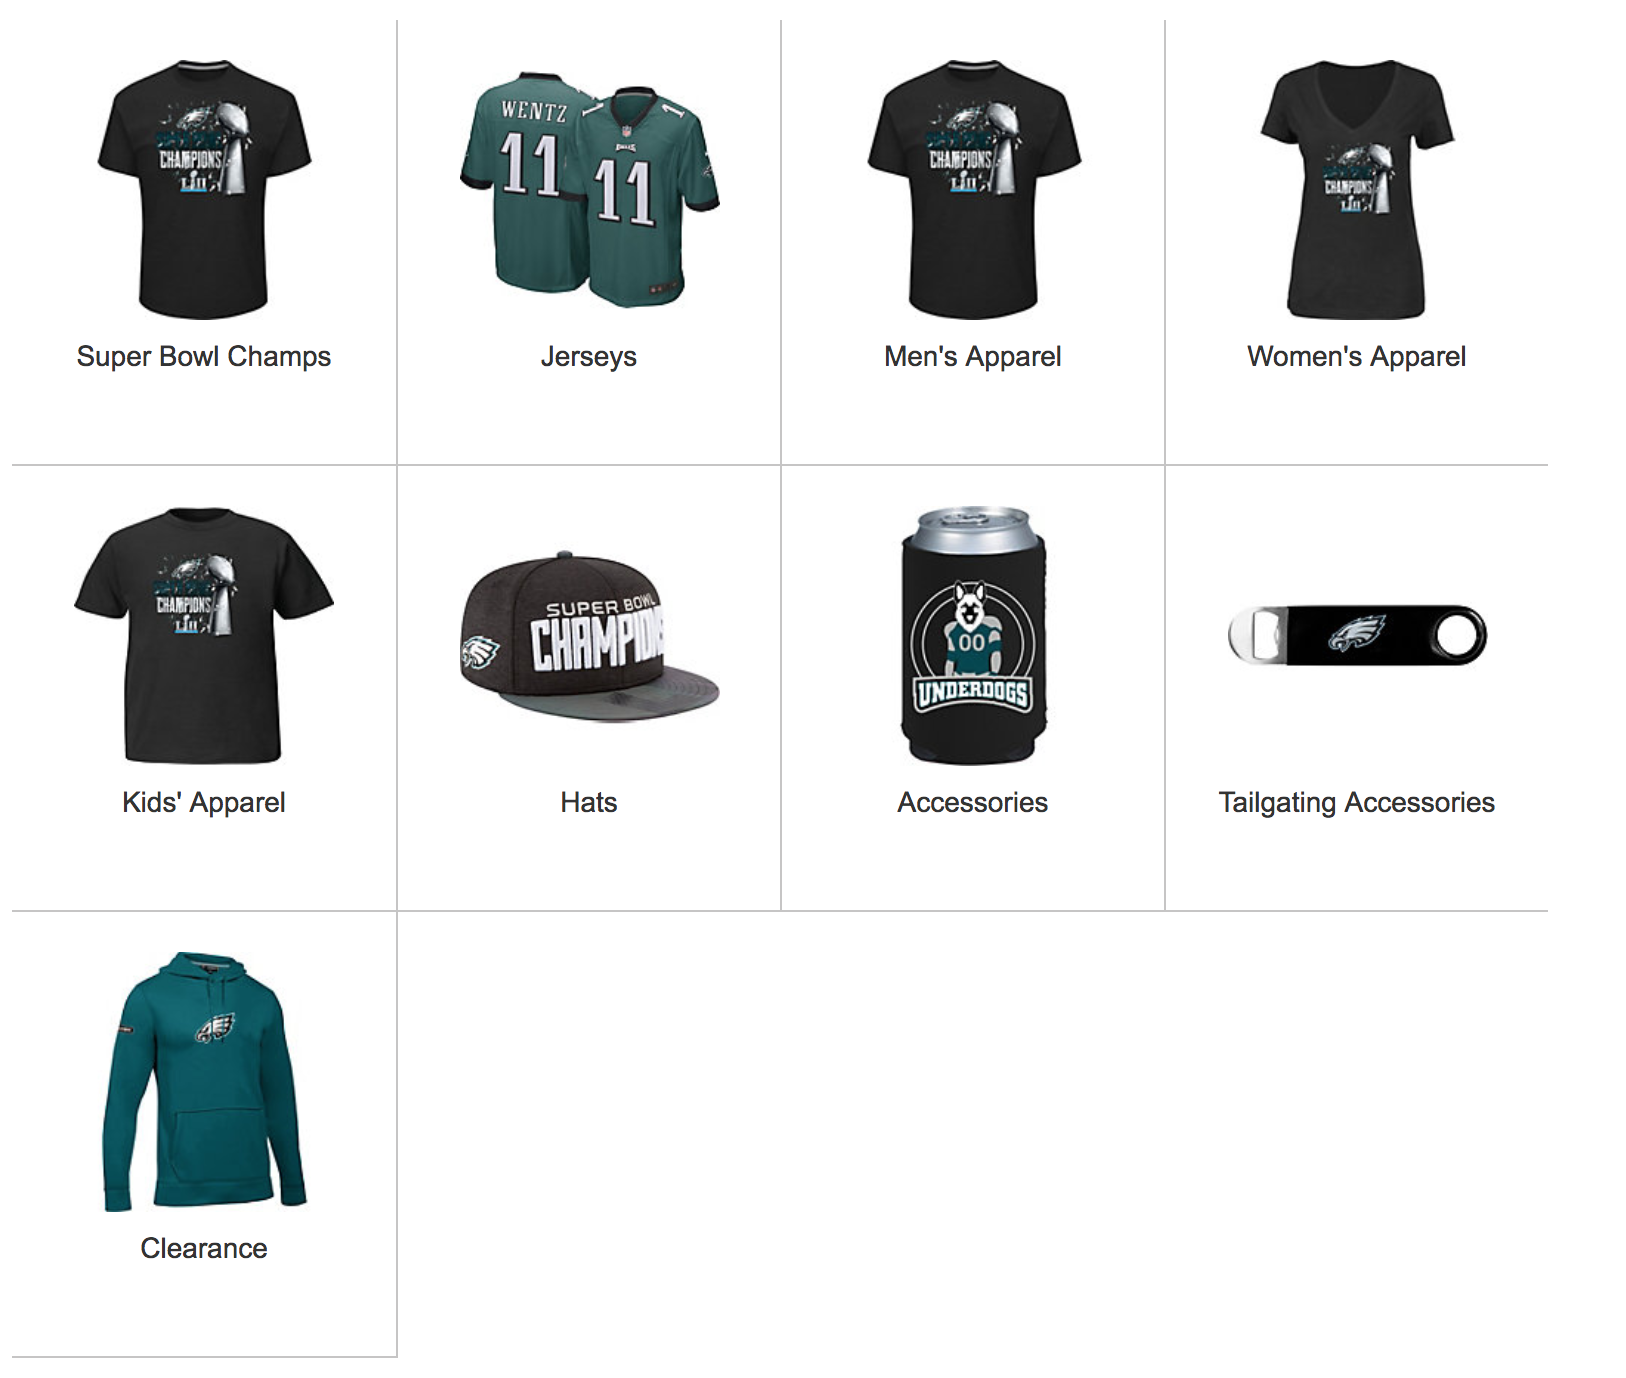 CHAMPIONS
LII
Super Bowl Champs
WENTZ
11
11
Jerseys
CHAMPIONS
LII
Men's Apparel
CHAMPIONS
LII
Women's Apparel
CHAMPIONS
LII
Kids' Apparel
SUPER BOWL
CHAMPIONS
Hats
00
UNDERDOGS
Accessories
Tailgating Accessories
Clearance